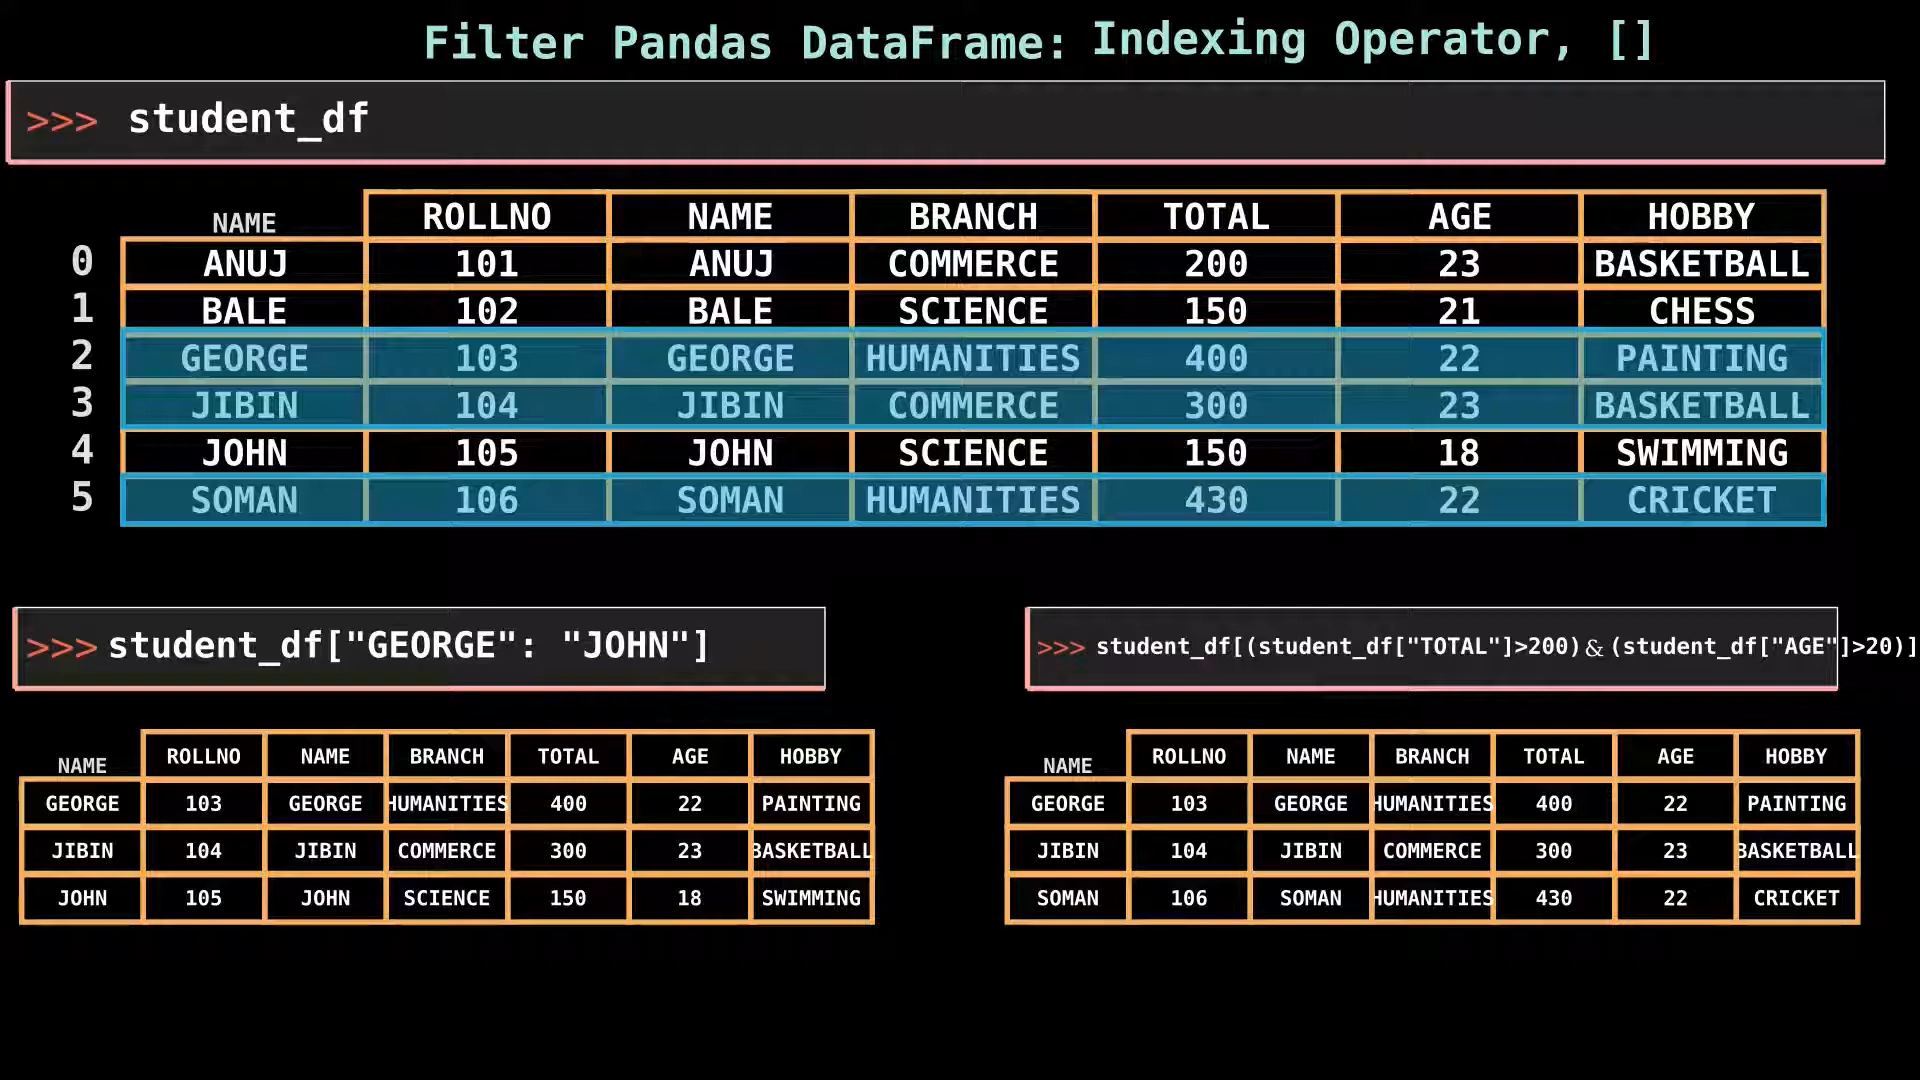 Filter Pandas DataFrame: Indexing Operator, []
>>> student_df
NAME ROLLNO NAME BRANCH TOTAL AGE HOBBY
0 ANUJ 101 ANUJ COMMERCE 200 23 BASKETBALL
1 BALE 102 BALE SCIENCE 150 21 CHESS
2 GEORGE 103 GEORGE HUMANITIES 400 22 PAINTING
3 JIBIN 104 JIBIN COMMERCE 300 23 BASKETBALL
4 JOHN 105 JOHN SCIENCE 150 18 SWIMMING
5 SOMAN 106 SOMAN HUMANITIES 430 22 CRICKET
>>> student_df["GEORGE": "JOHN"]
NAME ROLLNO NAME BRANCH TOTAL AGE HOBBY
GEORGE 103 GEORGE HUMANITIES 400 22 PAINTING
JIBIN 104 JIBIN COMMERCE 300 23 BASKETBALL
JOHN 105 JOHN SCIENCE 150 18 SWIMMING
>>> student_df[(student_df["TOTAL"]>200) & (student_df["AGE"]>20)]
NAME ROLLNO NAME BRANCH TOTAL AGE HOBBY
GEORGE 103 GEORGE HUMANITIES 400 22 PAINTING
JIBIN 104 JIBIN COMMERCE 300 23 BASKETBALL
SOMAN 106 SOMAN HUMANITIES 430 22 CRICKET